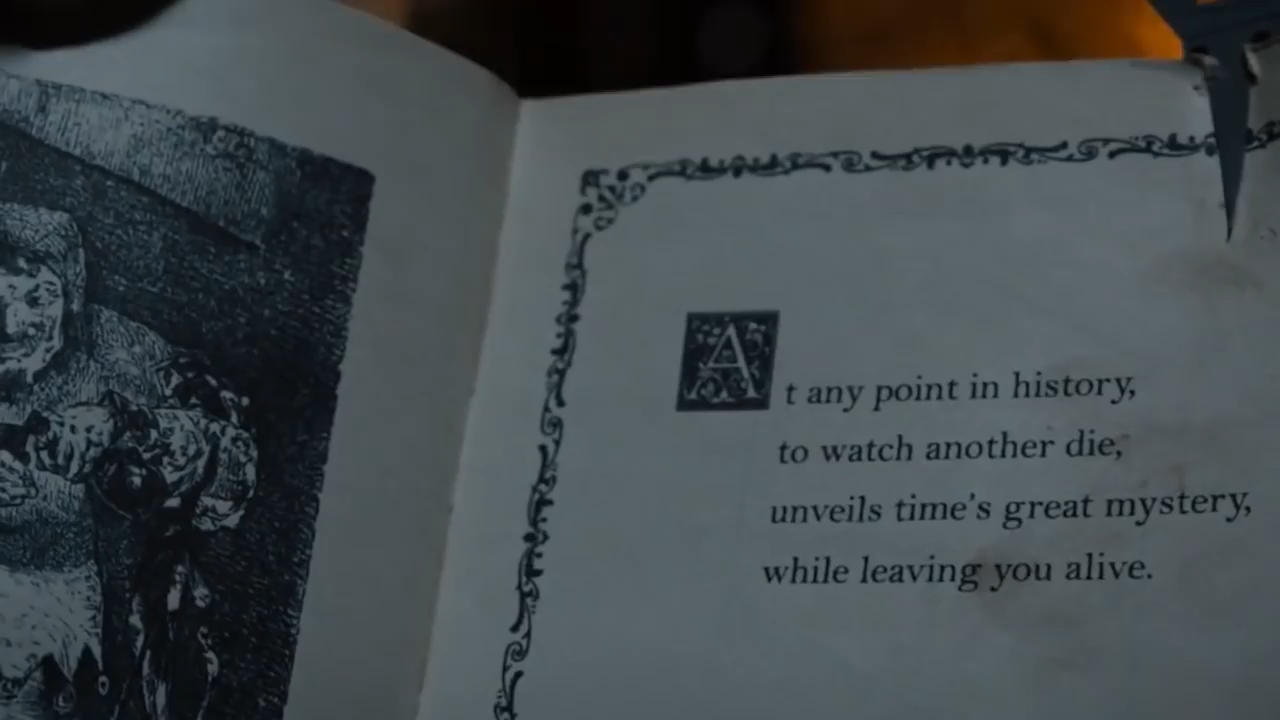 At any point in history,
to watch another die,
unveils time's great mystery,
while leaving you alive.